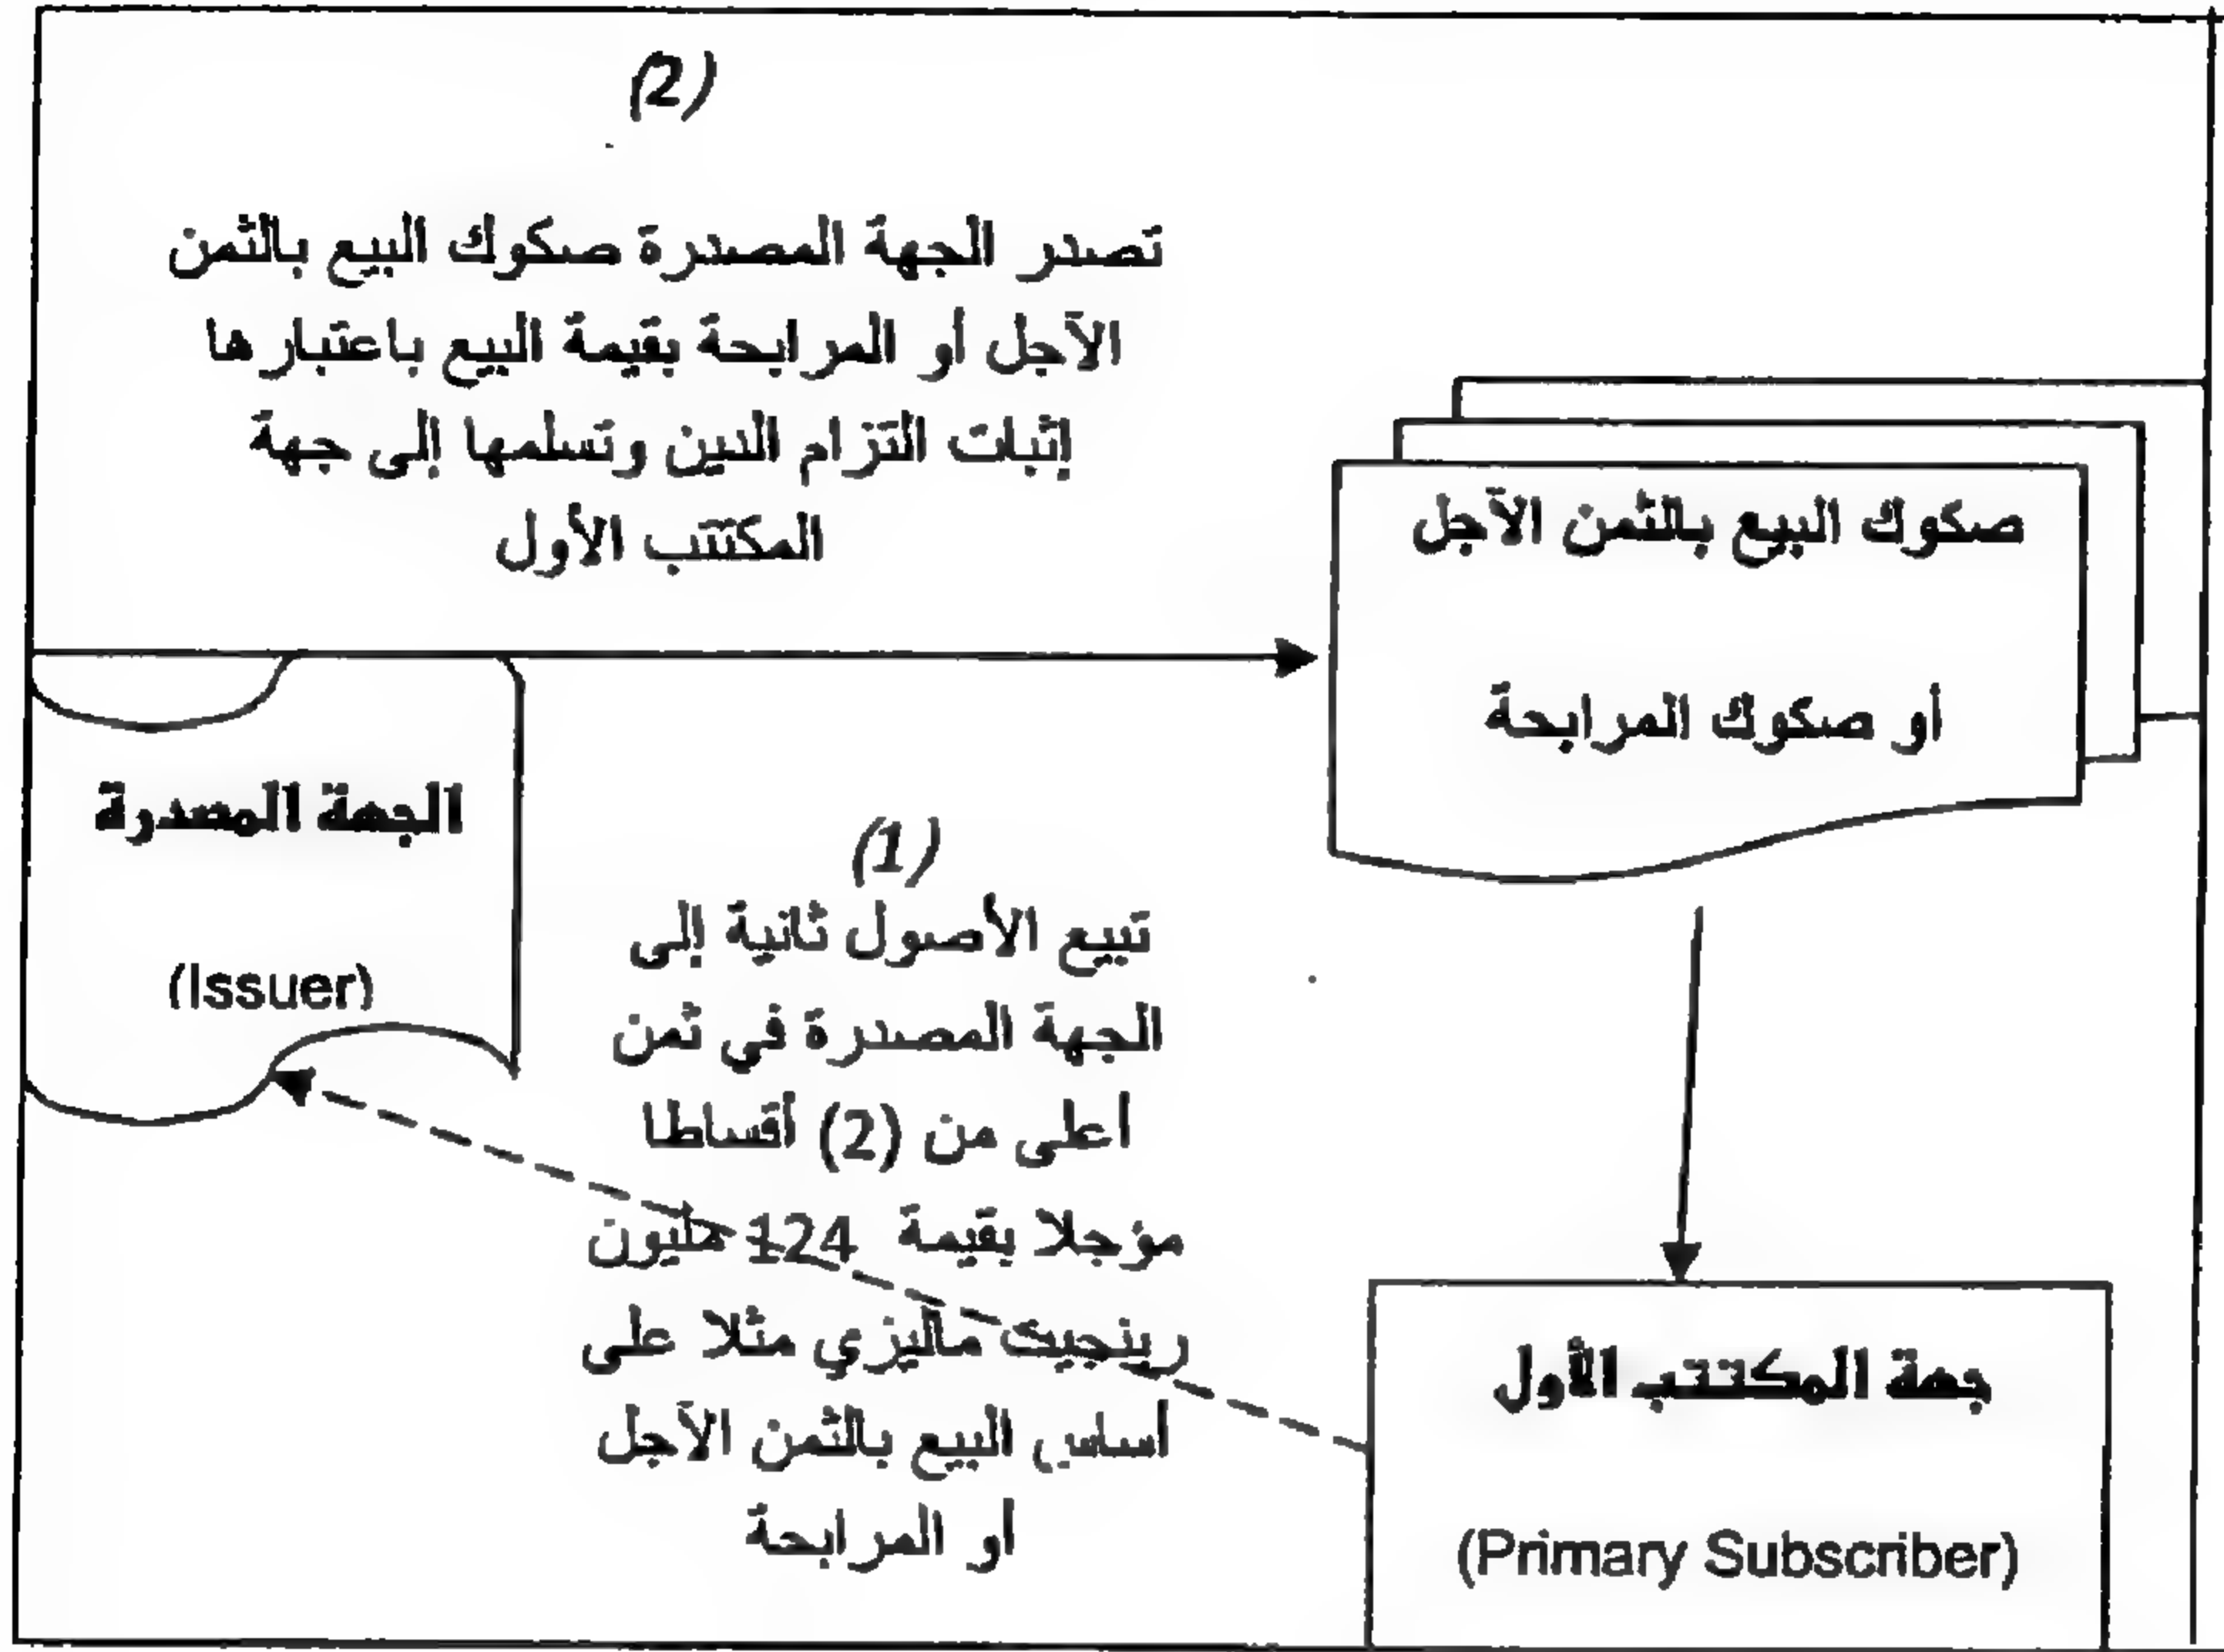 (2)
تصدر الجهة المصدرة صكوك البيع بالثمن
الآجل أو المرابحة بقيمة البيع باعتبارها
إثبات التزام الدين وتسلمها إلى جهة
المكتتب الأول
صكوك البيع بالثمن الآجل
أو صكوك المرابحة
الجهة المصدرة
(Issuer)
(1)
تبيع الأصول ثانية إلى
الجهة المصدرة في ثمن
أعلى من (2) أقساطا
مؤجلا بقيمة 124 مليون
رينجيت ماليزي مثلا على
أساس البيع بالثمن الآجل
أو المرابحة
جهة المكتتب الأول
(Primary Subscriber)